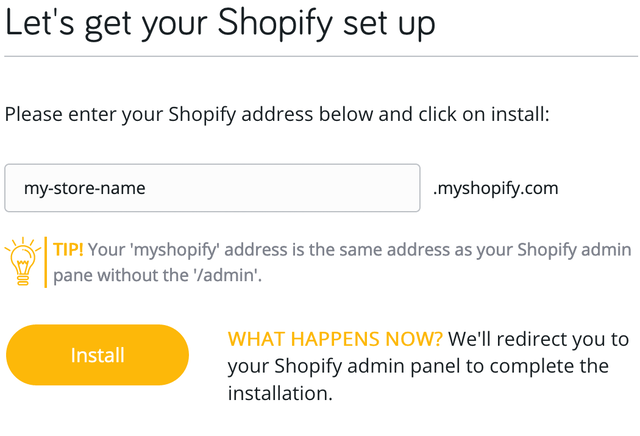 Let's get your Shopify set up
Please enter your Shopify address below and click on install:
my-store-name .myshopify.com
TIP! Your 'myshopify' address is the same address as your Shopify admin
pane without the '/admin'.
Install
WHAT HAPPENS NOW? We'll redirect you to
your Shopify admin panel to complete the
installation.